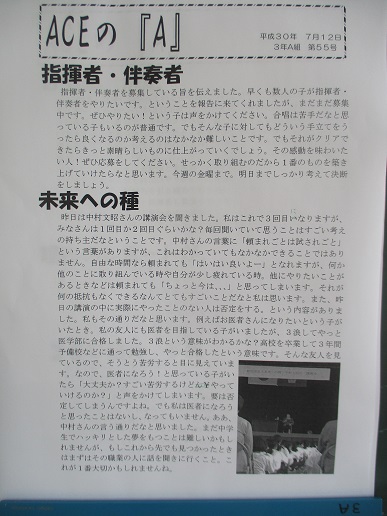 ACEの『A』
平成30年 7月12日
3年A組 第55号
指揮者・伴奏者
指揮者・伴奏者を募集している旨を伝えました。早くも数人の子が指揮者・
伴奏者をやりたいです。ということを報告に来てくれましたが、まだまだ募集
中です。ぜひやりたい！という子は声をかけてください。合唱は苦手だなと思
っている子もいるのが普通です。でもそんな子に対してもどういう手立てをう
ったら良くなるのか考えるのはなかなか難しいことです。でもそれがクリアで
きたらきっと素晴らしいものに仕上がっていくでしょう。その感動を味わいた
い人！ぜひ応募をしてください。せっかく取り組むのだから1番のものを築き
上げていけたらなと思います。今週の金曜まで。明日までしっかり考えて決断
をしましょう。
未来への種
昨日は中村文昭さんの講演会を聞きました。私はこれで3回目になりますが、
みなさんは1回目か2回目ぐらいかな？毎回聞いていて思うことはすごい考え
の持ち主だなということです。中村さんの言葉に「頼まれごとは試されごと」
という言葉がありますが、これはわかっていてもなかなかできることではあり
ません。自由な時間なら頼まれても「はいはい良いよー」となれますが、何か
他のことに取り組んでいる時や自分が少し疲れている時、他にやりたいことが
あるときなどは頼まれても「ちょっと今は、、、」と思ってしまいます。それが
何の抵抗もなくできるなんてとてもすごいことだなと私は思います。また、昨
日の講演の中に実際にやったことのない人は否定をする、という内容がありま
した。私もその通りだなと思います。例えばお医者さんになりたいという子が
いたとき。私の友人にも医者を目指している子がいましたが、3浪してやっと
医学部に合格しました。3浪という意味がわかるかな？高校を卒業して3年間
予備校などに通って勉強し、やっと合格したという意味です。そんな友人を見
ているので、そうとう苦労すると目に見えていま
す。なので、医者になろう！と思っている子がい
たら「大丈夫か？すごい苦労するけどなぁやって
いけるのか？」と声をかけてしまいます。要は否
定してしまうんですよね。でも私は医者になろう
と思ったことはないし、なってもいません。ああ、
中村さんの言う通りだなと思いました。まだ中学
生でハッキリとした夢をもつことは難しいかもし
れませんが、もしこれから先でも見つかったとき
はまずはその職業の人に話を聞きに行くこと。こ
れが1番大切かもしれませんね。
3A